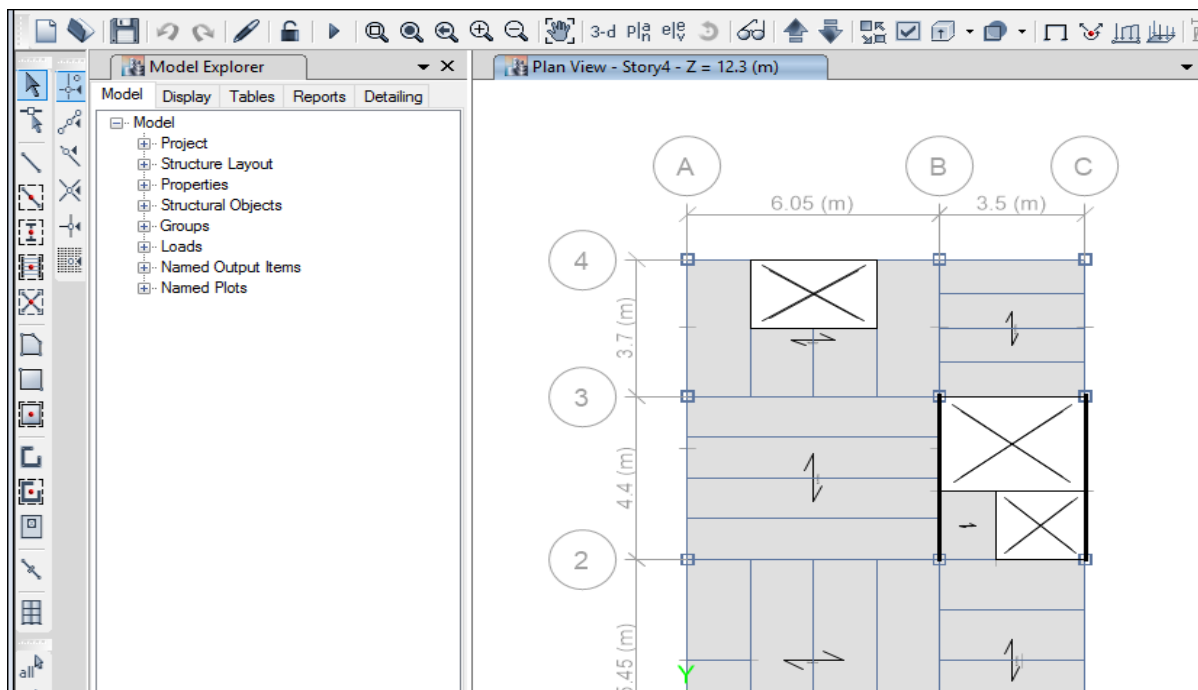 3-d
Model Explorer
Plan View - Story4 - Z = 12.3 (m)
Model Display Tables Reports Detailing
Model
Project
Structure Layout
Properties
Structural Objects
Groups
Loads
Named Output Items
Named Plots
A B C
6.05 (m) 3.5 (m)
4
3.7 (m)
3
4.4 (m)
2
5.45 (m)
Y
all